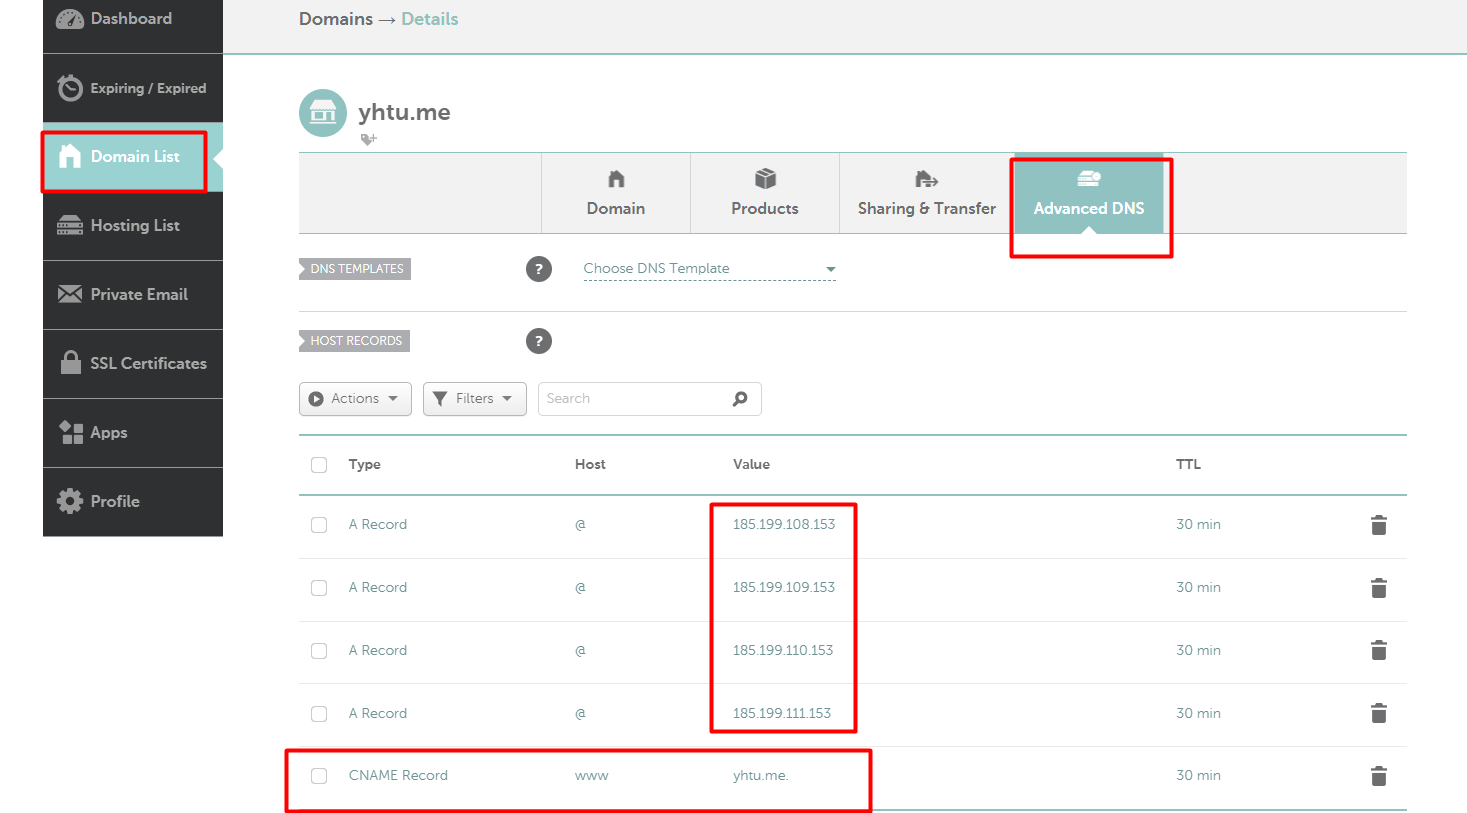 Dashboard
Expiring / Expired
Domain List
Hosting List
Private Email
SSL Certificates
Apps
Profile
Domains → Details
yhtu.me
Domain
Products
Sharing & Transfer
Advanced DNS
DNS TEMPLATES ? Choose DNS Template
HOST RECORDS ?
Actions Filters Search
Type Host Value TTL
A Record @ 185.199.108.153 30 min
A Record @ 185.199.109.153 30 min
A Record @ 185.199.110.153 30 min
A Record @ 185.199.111.153 30 min
CNAME Record www yhtu.me. 30 min